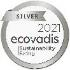 SILVER
2021
ecovadis
Sustainability
Rating